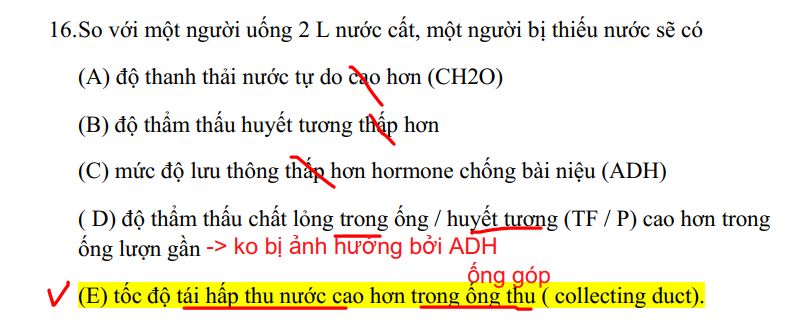 16.So với một người uống 2 L nước cất, một người bị thiếu nước sẽ có
(A) độ thanh thải nước tự do cao hơn (CH2O)
(B) độ thẩm thấu huyết tương thấp hơn
(C) mức độ lưu thông thấp hơn hormone chống bài niệu (ADH)
( D) độ thẩm thấu chất lỏng trong ống / huyết tương (TF / P) cao hơn trong
ống lượn gần -> ko bị ảnh hưởng bởi ADH
ống góp
(E) tốc độ tái hấp thu nước cao hơn trong ống thu ( collecting duct).